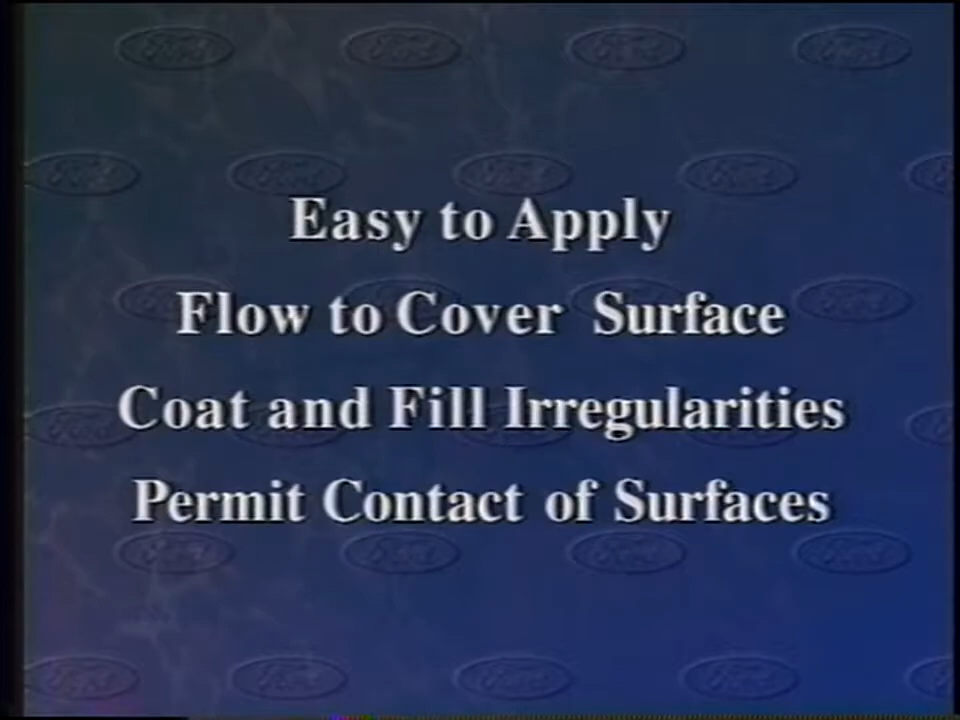 Easy to Apply
Flow to Cover Surface
Coat and Fill Irregularities
Permit Contact of Surfaces